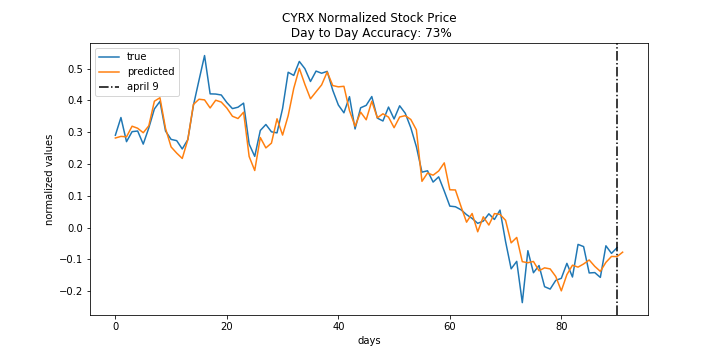 CYRX Normalized Stock Price
Day to Day Accuracy: 73%
true
predicted
april 9
normalized values
0.5
0.4
0.3
0.2
0.1
0.0
−0.1
−0.2
0 20 40 60 80
days